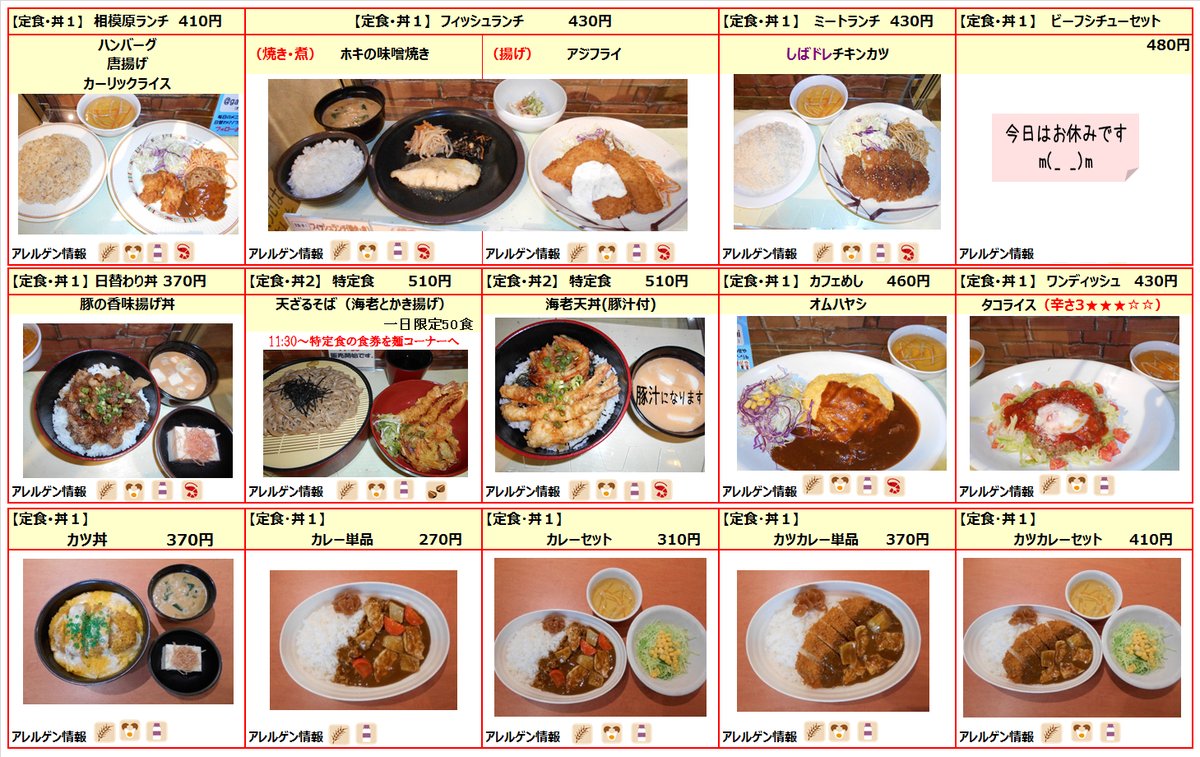 【定食・丼１】 相模原ランチ 410円
ハンバーグ
唐揚げ
カーリックライス
アレルゲン情報
【定食・丼１】 フィッシュランチ 430円
（焼き・煮） ホキの味噌焼き
（揚げ） アジフライ
アレルゲン情報
アレルゲン情報
【定食・丼１】 ミートランチ 430円
しばドレチキンカツ
アレルゲン情報
【定食・丼１】 ビーフシチューセット
480円
今日はお休みです
m(_ _)m
アレルゲン情報
【定食・丼１】 日替わり丼 370円
豚の香味揚げ丼
アレルゲン情報
【定食・丼2】 特定食 510円
天ざるそば（海老とかき揚げ）
一日限定50食
11:30～特定食の食券を麺コーナーへ
アレルゲン情報
【定食・丼2】 特定食 510円
海老天丼(豚汁付)
豚汁になります
アレルゲン情報
【定食・丼１】 カフェめし 460円
オムハヤシ
アレルゲン情報
【定食・丼１】 ワンディッシュ 430円
タコライス（辛さ3★★★☆☆）
アレルゲン情報
【定食・丼１】
カツ丼 370円
アレルゲン情報
【定食・丼１】
カレー単品 270円
アレルゲン情報
【定食・丼１】
カレーセット 310円
アレルゲン情報
【定食・丼１】
カツカレー単品 370円
アレルゲン情報
【定食・丼１】
カツカレーセット 410円
アレルゲン情報